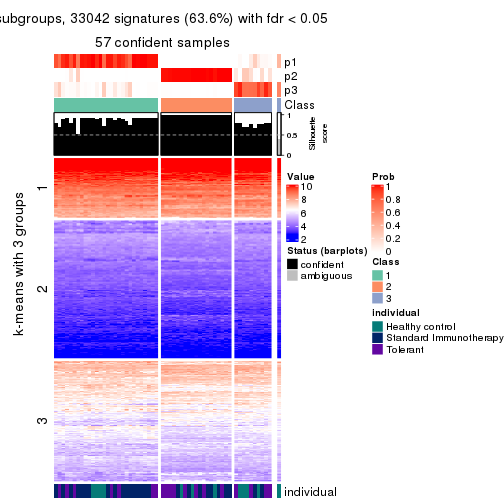 subgroups, 33042 signatures (63.6%) with fdr < 0.05
57 confident samples
p1
p2
p3
Class
1
0.5
0
Silhouette
score
k-means with 3 groups
1
2
3
individual
Value
10
8
6
4
2
Status (barplots)
confident
ambiguous
Prob
1
0.8
0.6
0.4
0.2
0
Class
1
2
3
individual
Healthy control
Standard Immunotherapy
Tolerant